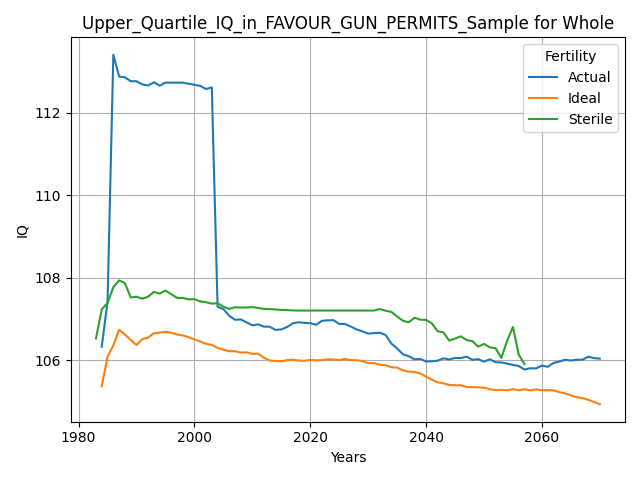 Upper_Quartile_IQ_in_FAVOUR_GUN_PERMITS_Sample for Whole
Fertility
Actual
Ideal
Sterile
IQ
112
110
108
106
1980
2000
2020
2040
2060
Years